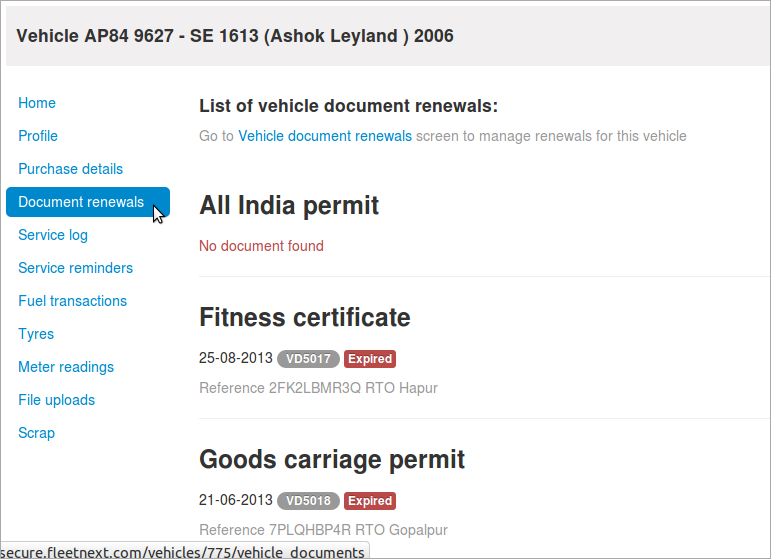 Vehicle AP84 9627 - SE 1613 (Ashok Leyland ) 2006
Home
Profile
Purchase details
Document renewals
Service log
Service reminders
Fuel transactions
Tyres
Meter readings
File uploads
Scrap
List of vehicle document renewals:
Go to Vehicle document renewals screen to manage renewals for this vehicle
All India permit
No document found
Fitness certificate
25-08-2013 VD5017 Expired
Reference 2FK2LBMR3Q RTO Hapur
Goods carriage permit
21-06-2013 VD5018 Expired
Reference 7PLQHBP4R RTO Gopalpur
secure.fleetnext.com/vehicles/775/vehicle_documents